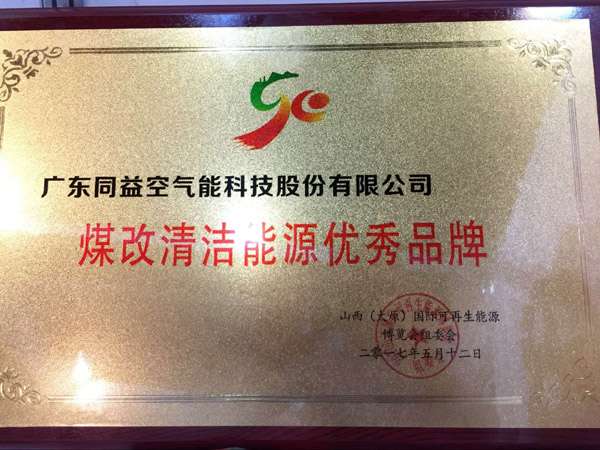 广东同益空气能科技股份有限公司
煤改清洁能源优秀品牌
山西（太原）国际可再生能源
博览会组委会
二零一七年五月十二日